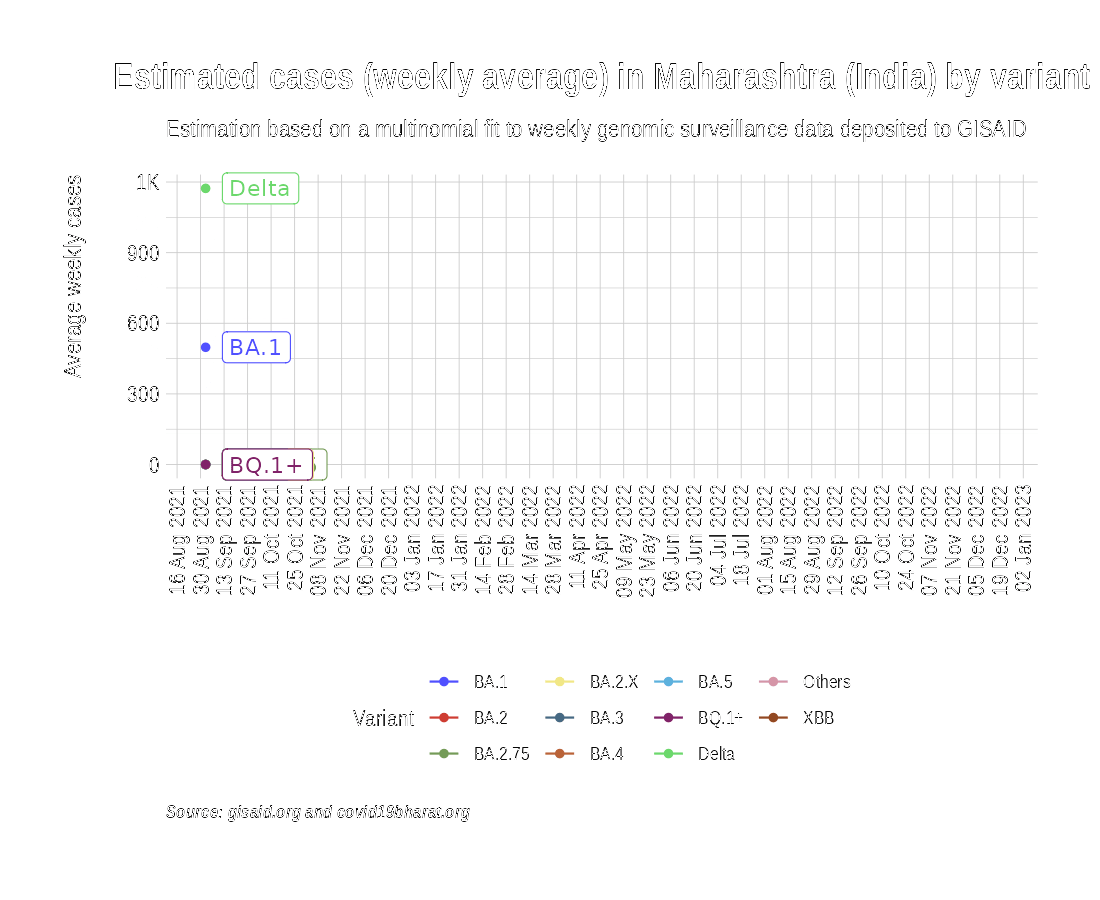 Estimated cases (weekly average) in Maharashtra (India) by variant
Estimation based on a multinomial fit to weekly genomic surveillance data deposited to GISAID
Average weekly cases
1K
900
600
300
0
Delta
BA.1
BQ.1+
16 Aug 2021
30 Aug 2021
13 Sep 2021
27 Sep 2021
11 Oct 2021
25 Oct 2021
08 Nov 2021
22 Nov 2021
06 Dec 2021
20 Dec 2021
03 Jan 2022
17 Jan 2022
31 Jan 2022
14 Feb 2022
28 Feb 2022
14 Mar 2022
28 Mar 2022
11 Apr 2022
25 Apr 2022
09 May 2022
23 May 2022
06 Jun 2022
20 Jun 2022
04 Jul 2022
18 Jul 2022
01 Aug 2022
15 Aug 2022
29 Aug 2022
12 Sep 2022
26 Sep 2022
10 Oct 2022
24 Oct 2022
07 Nov 2022
21 Nov 2022
05 Dec 2022
19 Dec 2022
02 Jan 2023
Variant
BA.1
BA.2
BA.2.75
BA.2.X
BA.3
BA.4
BA.5
BQ.1+
Delta
Others
XBB
Source: gisaid.org and covid19bharat.org